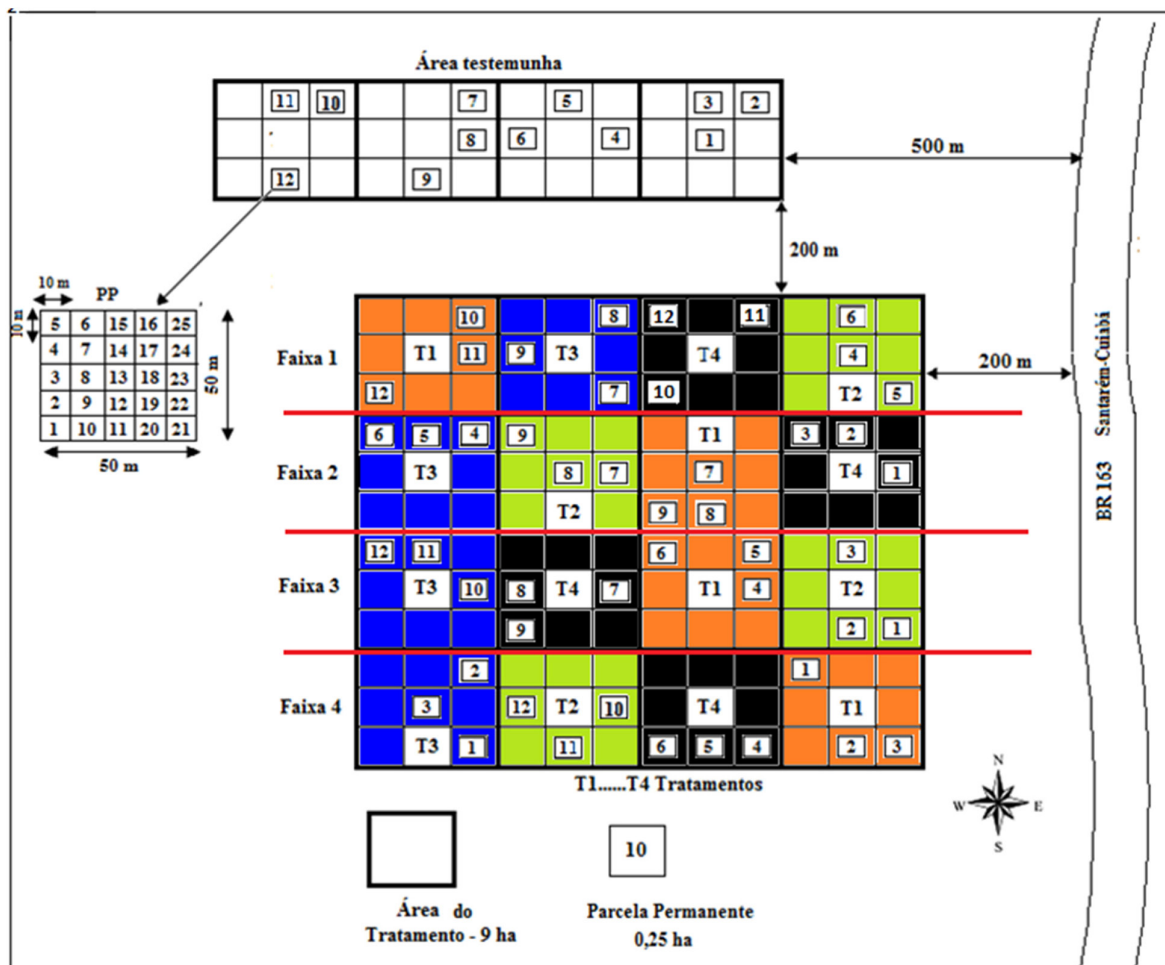 Área testemunha
11 10 7 5 3 2
8 6 4 1
12 9
500 m
200 m
10 m
PP
10 m
5 6 15 16 25
4 7 14 17 24
3 8 13 18 23
2 9 12 19 22
1 10 11 20 21
50 m
50 m
Faixa 1
10 8 12 11 6
T1 11 9 T3 T4 4
12 7 10 T2 5
200 m
Faixa 2
6 5 4 9 T1 3 2
T3 8 7 7 T4 1
T2 9 8
Faixa 3
12 11 6 5 3
T3 10 8 T4 7 T1 4 T2
9 2 1
Faixa 4
2 1
3 12 T2 10 T4 T1
T3 1 11 6 5 4 2 3
T1......T4 Tratamentos
BR 163 Santarém-Cuiabá
N
W E
S
10
Área do
Tratamento - 9 ha
Parcela Permanente
0,25 ha